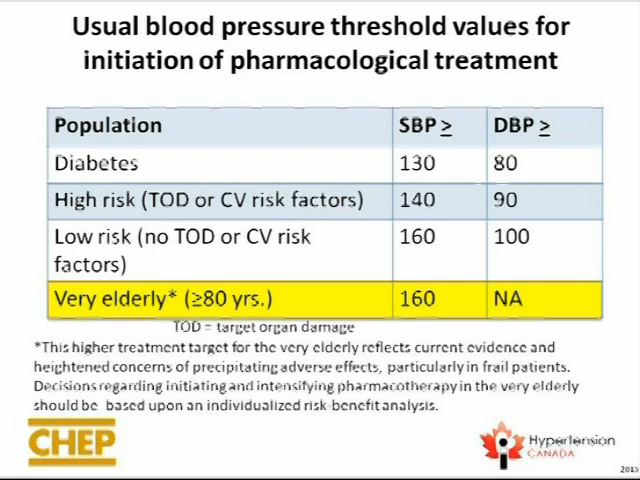 Usual blood pressure threshold values for
initiation of pharmacological treatment
Population SBP ≥ DBP ≥
Diabetes 130 80
High risk (TOD or CV risk factors) 140 90
Low risk (no TOD or CV risk 160 100
factors)
Very elderly* (≥80 yrs.) 160 NA
TOD = target organ damage
*This higher treatment target for the very elderly reflects current evidence and
heightened concerns of precipitating adverse effects, particularly in frail patients.
Decisions regarding initiating and intensifying pharmacotherapy in the very elderly
should be based upon an individualized risk-benefit analysis.
CHEP
Hypertension
CANADA